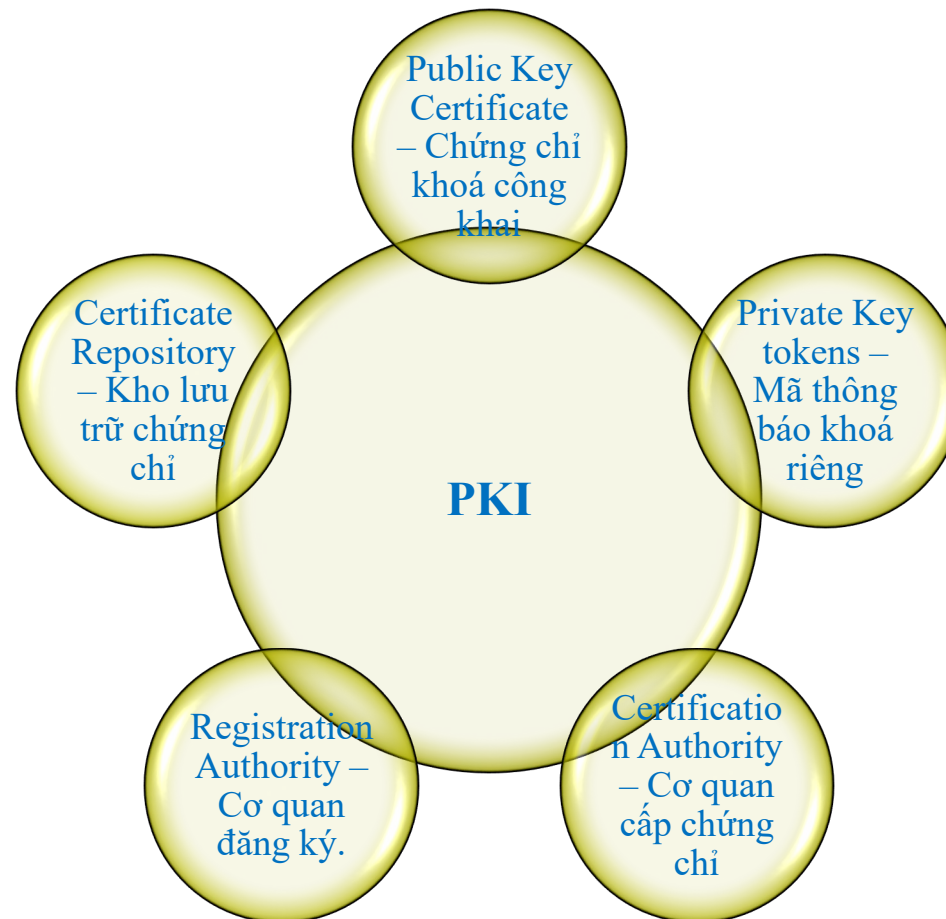 Public Key
Certificate
– Chứng chỉ
khoá công
khai
Certificate
Repository
– Kho lưu
trữ chứng
chỉ
Private Key
tokens –
Mã thông
báo khoá
riêng
PKI
Registration
Authority –
Cơ quan
đăng ký.
Certificatio
n Authority
– Cơ quan
cấp chứng
chỉ